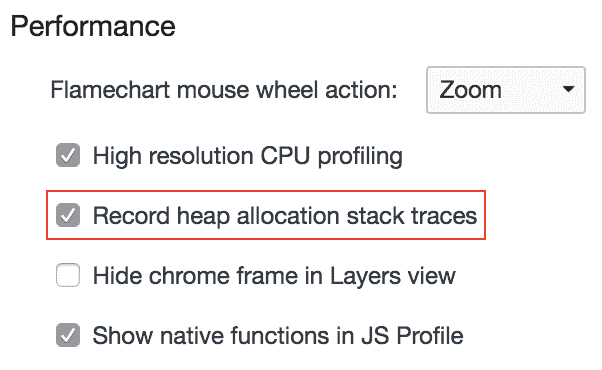 Performance
Flamechart mouse wheel action: Zoom
High resolution CPU profiling
Record heap allocation stack traces
Hide chrome frame in Layers view
Show native functions in JS Profile